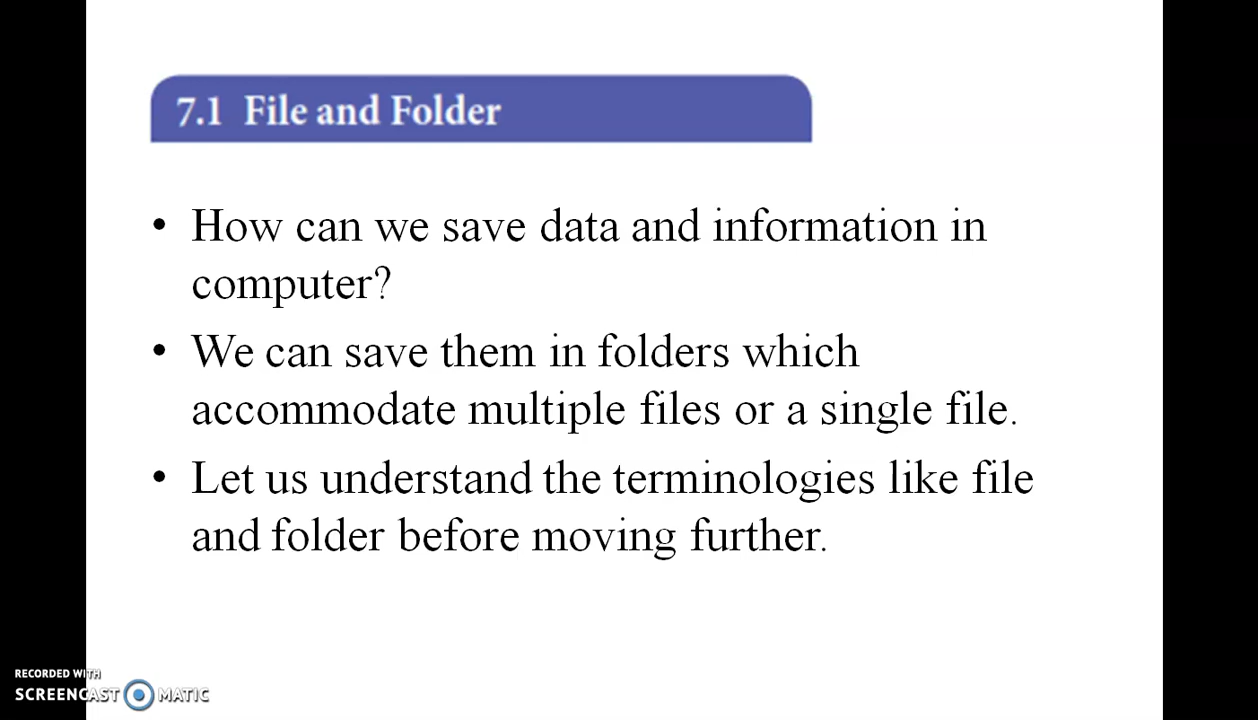 7.1 File and Folder
• How can we save data and information in
computer?
• We can save them in folders which
accommodate multiple files or a single file.
• Let us understand the terminologies like file
and folder before moving further.
RECORDED WITH
SCREENCAST MATIC